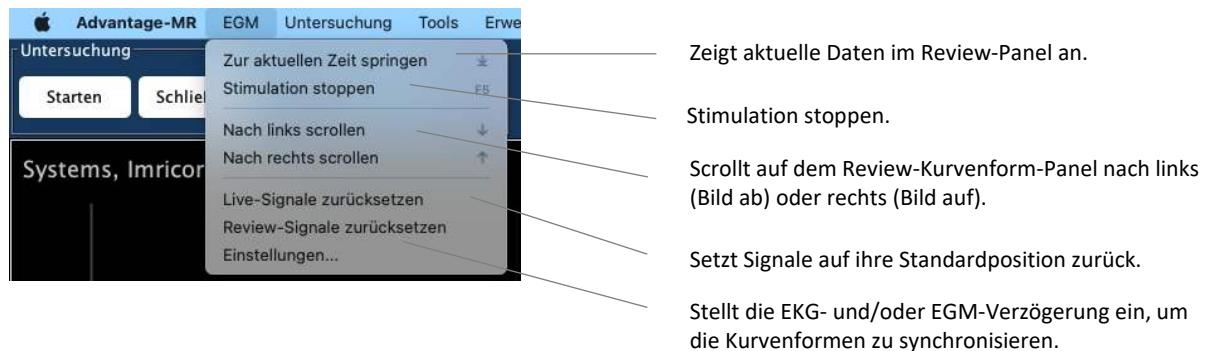 Advantage-MR EGM Untersuchung Tools Erwe
Untersuchung
Starten Schließ
Zur aktuellen Zeit springen
Stimulation stoppen F5
Nach links scrollen ↓
Nach rechts scrollen ↑
Systems, Imricor
Live-Signale zurücksetzen
Review-Signale zurücksetzen
Einstellungen...
Zeigt aktuelle Daten im Review-Panel an.
Stimulation stoppen.
Scrollt auf dem Review-Kurvenform-Panel nach links
(Bild ab) oder rechts (Bild auf).
Setzt Signale auf ihre Standardposition zurück.
Stellt die EKG- und/oder EGM-Verzögerung ein, um
die Kurvenformen zu synchronisieren.